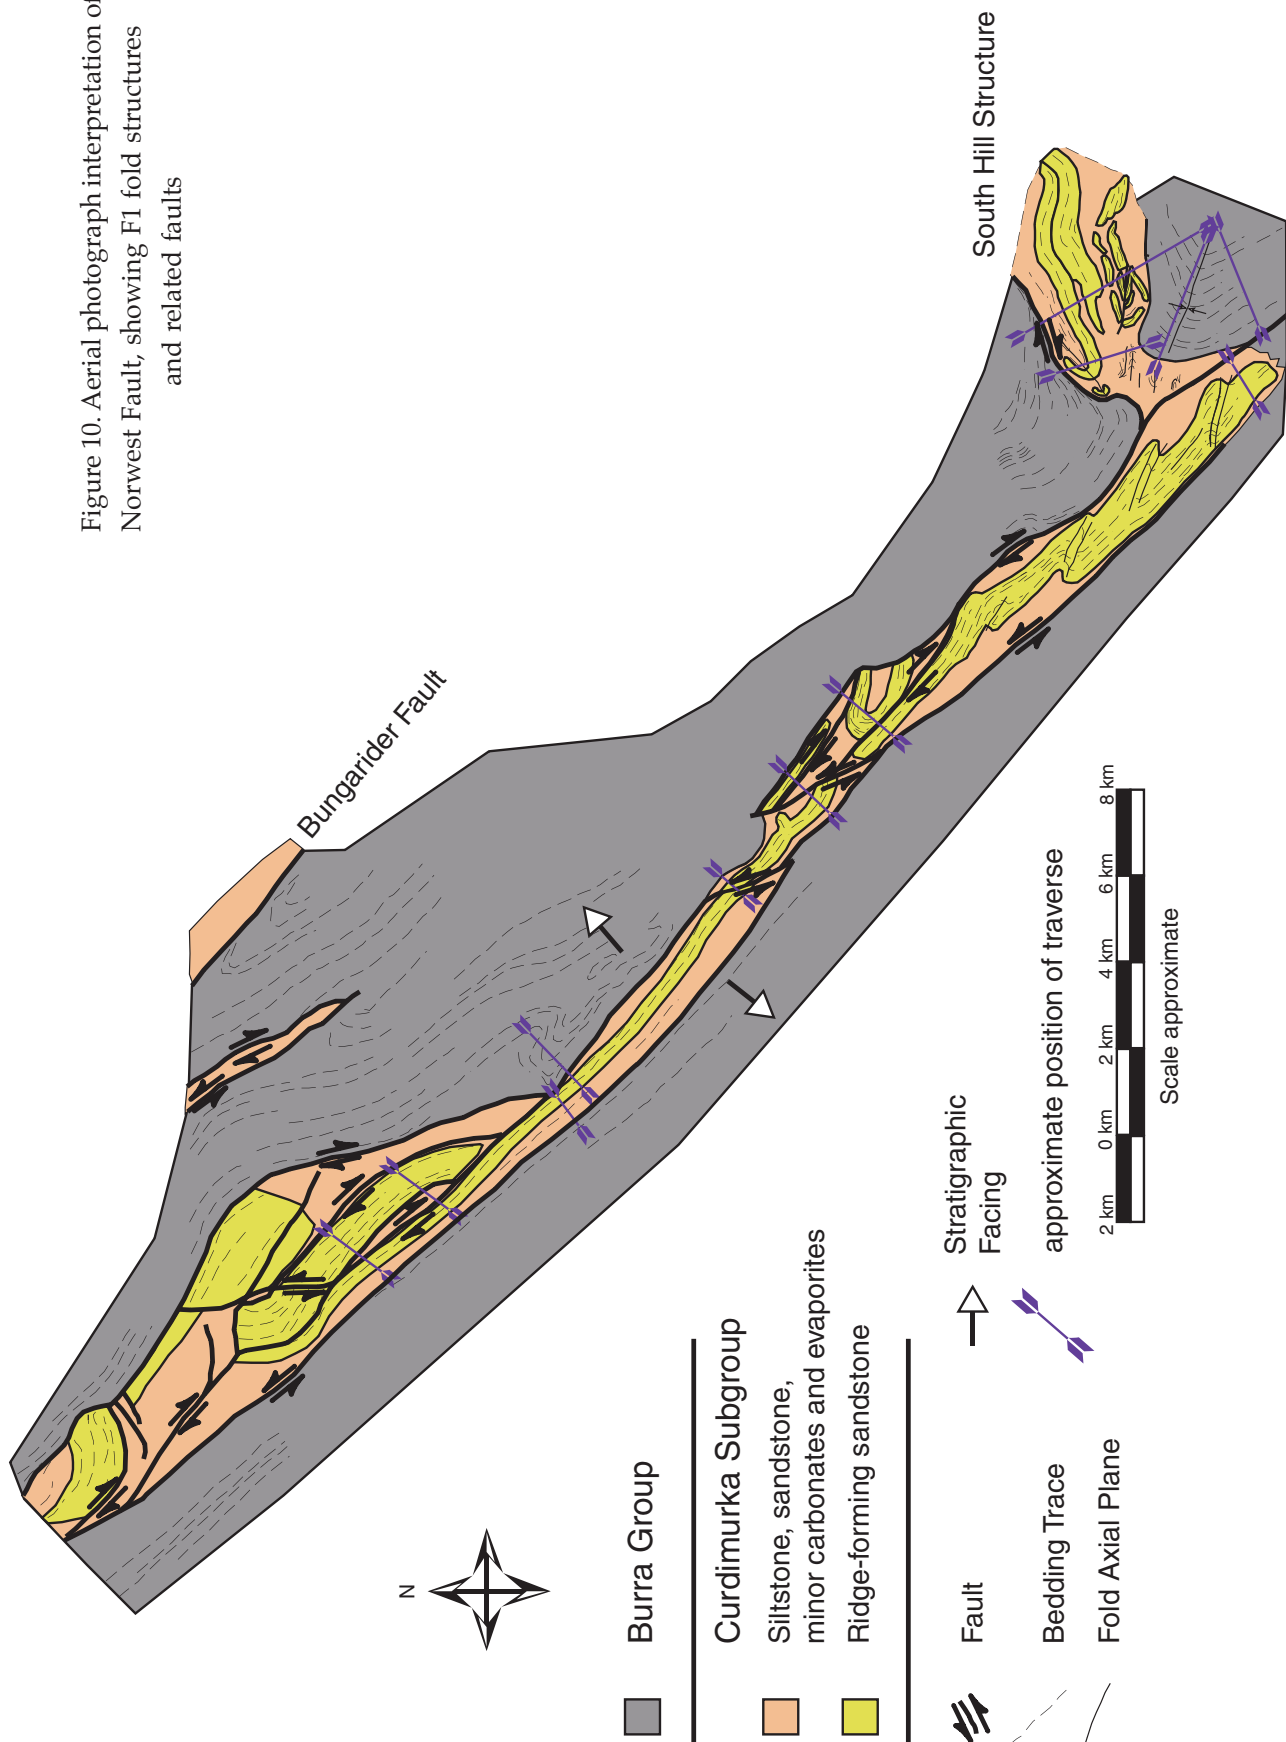 Figure 10. Aerial photograph interpretation of
Norwest Fault, showing F1 fold structures
and related faults
South Hill Structure
Bungarider Fault
N
Burra Group
Curdimurka Subgroup
Siltstone, sandstone,
minor carbonates and evaporites
Ridge-forming sandstone
Fault
Bedding Trace
Fold Axial Plane
Stratigraphic
Facing
approximate position of traverse
2 km 0 km 2 km 4 km 6 km 8 km
Scale approximate